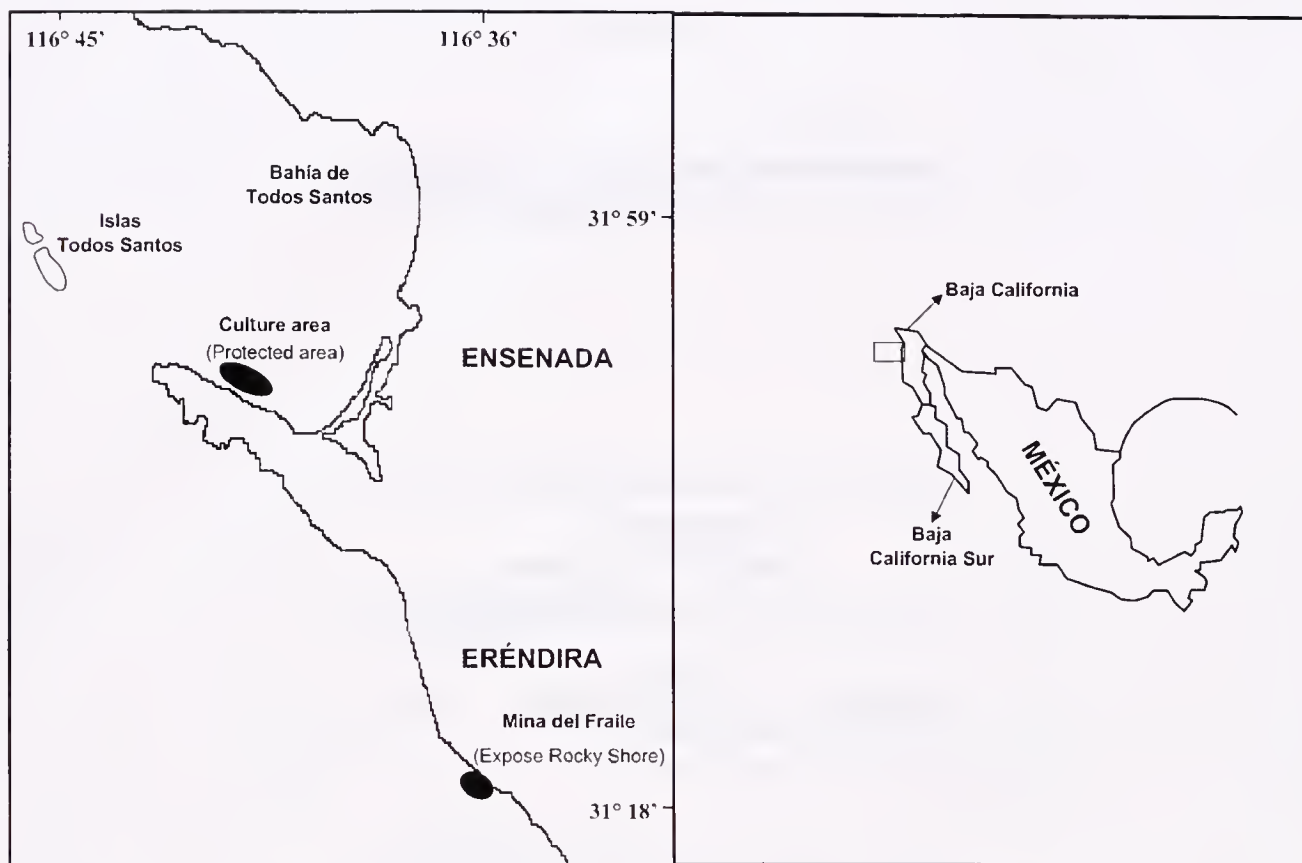 116° 45'
116° 36'
Bahía de
Todos Santos
31° 59'
Islas
Todos Santos
Culture area
(Protected area)
ENSENADA
ERÉNDIRA
Mina del Fraile
(Expose Rocky Shore)
31° 18'
Baja California
MÉXICO
Baja
California Sur